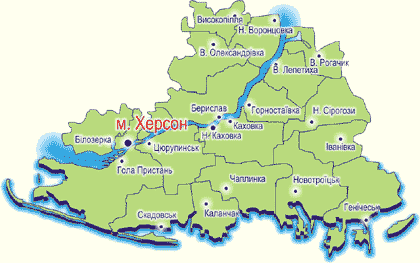 Високопілля
Н. Воронцовка
В. Олександрівка
В. Рогачик
В. Лепетиха
Берислав
Горностаївка
м. Херсон
Каховка
Н. Сірогози
Білозерка
Н. Каховка
Цюрупинськ
Іванівка
Гола Пристань
Чаплинка
Новотроїцьк
Скадовськ
Каланчак
Генічеськ